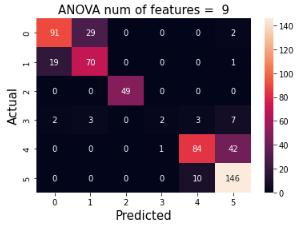 ANOVA num of features = 9
0 91 29 0 0 0 2
1 19 70 0 0 0 1
2 0 0 49 0 0 0
3 2 3 0 2 3 7
4 0 0 0 1 84 42
5 0 0 0 0 10 146
0 1 2 3 4 5
Actual
Predicted
140
120
100
80
60
40
20
0